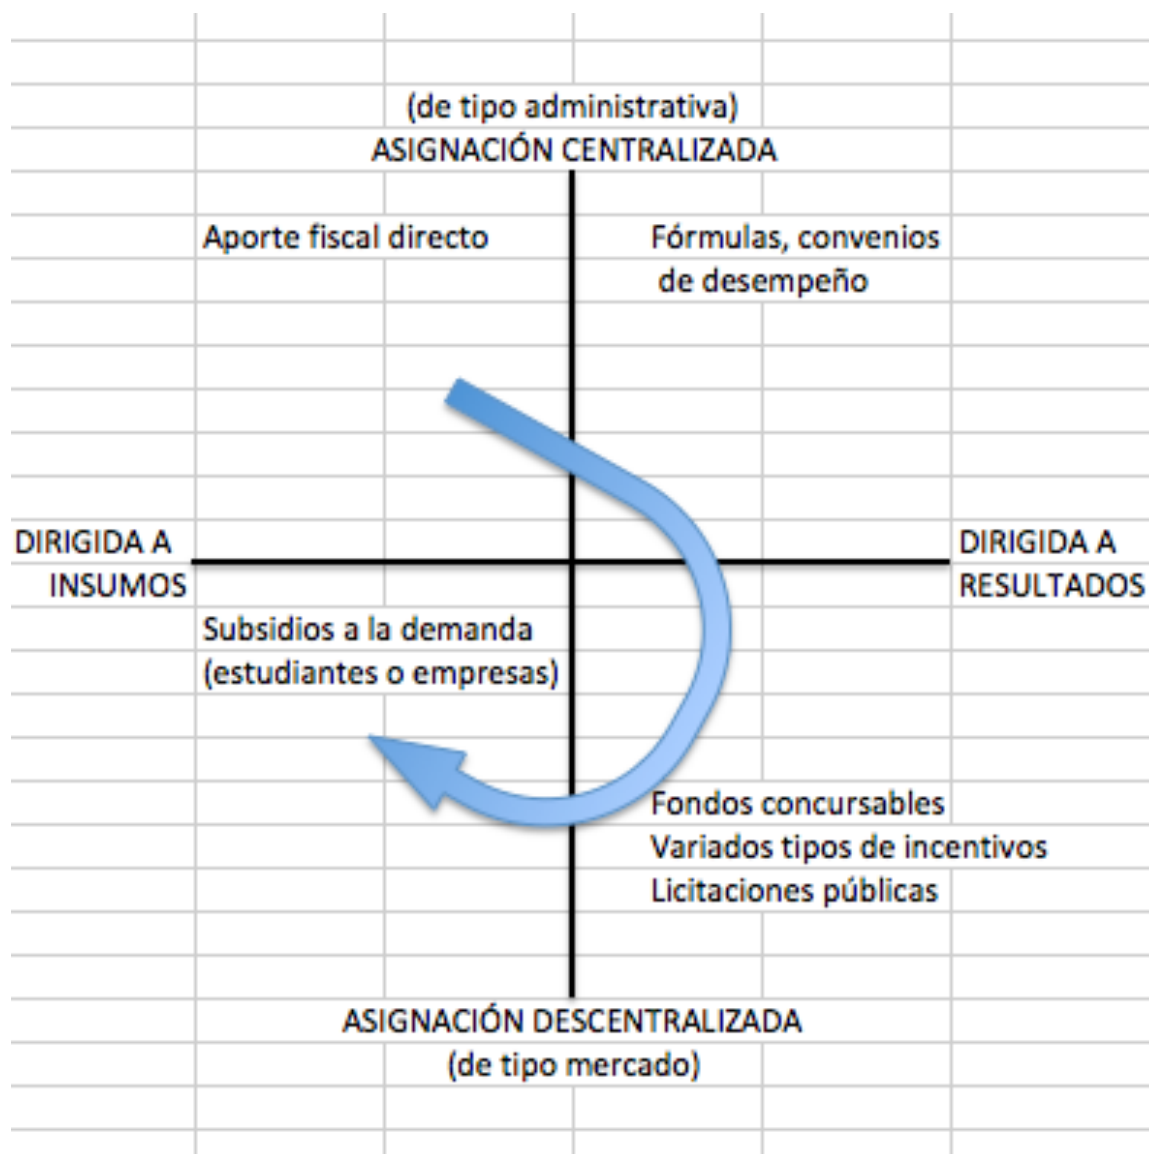 (de tipo administrativa)
ASIGNACIÓN CENTRALIZADA
Aporte fiscal directo
Fórmulas, convenios
de desempeño
DIRIGIDA A
INSUMOS
DIRIGIDA A
RESULTADOS
Subsidios a la demanda
(estudiantes o empresas)
Fondos concursables
Variados tipos de incentivos
Licitaciones públicas
ASIGNACIÓN DESCENTRALIZADA
(de tipo mercado)